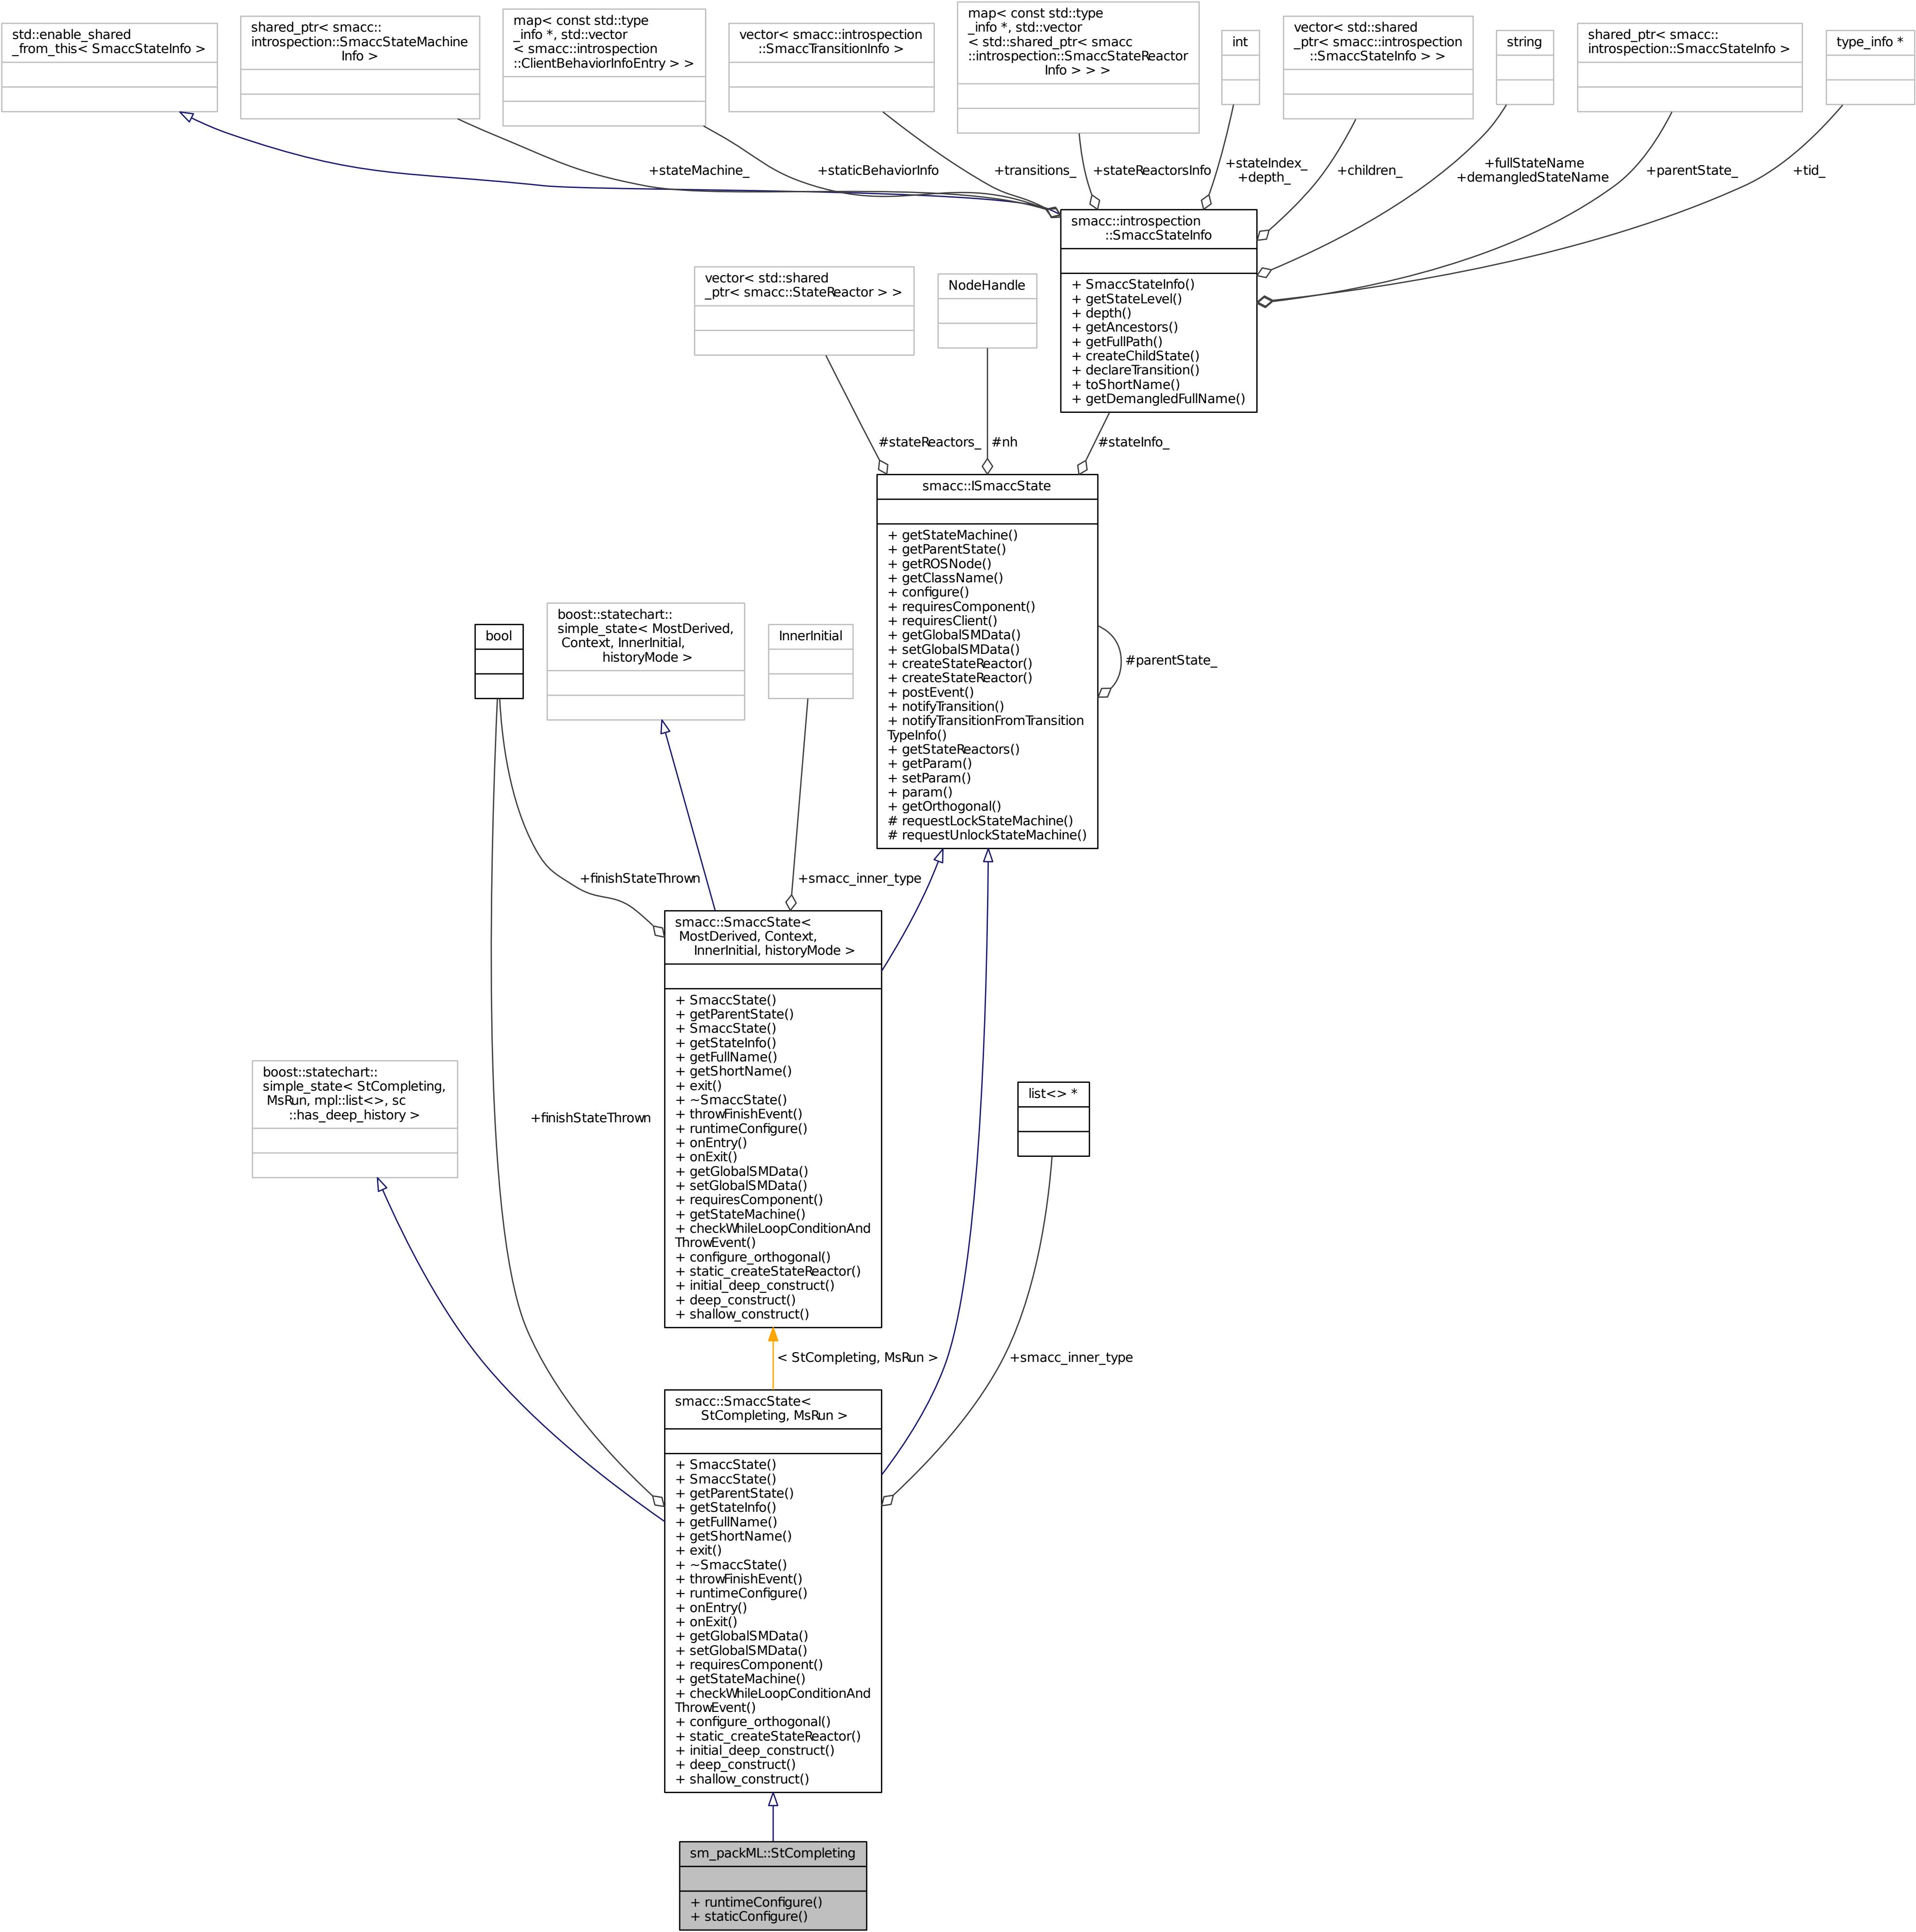 std::enable_shared
_from_this< SmaccStateInfo >
shared_ptr< smacc::
introspection::SmaccStateMachine
Info >
map< const std::type
_info *, std::vector
< smacc::introspection
::ClientBehaviorInfoEntry > >
vector< smacc::introspection
::SmaccTransitionInfo >
map< const std::type
_info *, std::vector
< std::shared_ptr< smacc
::introspection::SmaccStateReactor
Info > > >
int
vector< std::shared
_ptr< smacc::introspection
::SmaccStateInfo > >
string
shared_ptr< smacc::
introspection::SmaccStateInfo >
type_info *
+stateMachine_
+staticBehaviorInfo
+transitions_
+stateReactorsInfo
+stateIndex_
+depth_
+children_
+fullStateName
+demangledStateName
+parentState_
+tid_
smacc::introspection
::SmaccStateInfo
+ SmaccStateInfo()
+ getStateLevel()
+ depth()
+ getAncestors()
+ getFullPath()
+ createChildState()
+ declareTransition()
+ toShortName()
+ getDemangledFullName()
vector< std::shared
_ptr< smacc::StateReactor > >
NodeHandle
#stateReactors_
#nh
#stateInfo_
smacc::ISmaccState
+ getStateMachine()
+ getParentState()
+ getROSNode()
+ getClassName()
+ configure()
+ requiresComponent()
+ requiresClient()
+ getGlobalSMData()
+ setGlobalSMData()
+ createStateReactor()
+ createStateReactor()
+ postEvent()
+ notifyTransition()
+ notifyTransitionFromTransition
TypeInfo()
+ getStateReactors()
+ getParam()
+ setParam()
+ param()
+ getOrthogonal()
# requestLockStateMachine()
# requestUnlockStateMachine()
#parentState_
bool
boost::statechart::
simple_state< MostDerived,
Context, InnerInitial,
historyMode >
InnerInitial
+finishStateThrown
+smacc_inner_type
smacc::SmaccState<
MostDerived, Context,
InnerInitial, historyMode >
+ SmaccState()
+ getParentState()
+ SmaccState()
+ getStateInfo()
+ getFullName()
+ getShortName()
+ exit()
+ ~SmaccState()
+ throwFinishEvent()
+ runtimeConfigure()
+ onEntry()
+ onExit()
+ getGlobalSMData()
+ setGlobalSMData()
+ requiresComponent()
+ getStateMachine()
+ checkWhileLoopConditionAnd
ThrowEvent()
+ configure_orthogonal()
+ static_createStateReactor()
+ initial_deep_construct()
+ deep_construct()
+ shallow_construct()
boost::statechart::
simple_state< StCompleting,
MsRun, mpl::list<>, sc
::has_deep_history >
+finishStateThrown
list<> *
< StCompleting, MsRun >
+smacc_inner_type
smacc::SmaccState<
StCompleting, MsRun >
+ SmaccState()
+ SmaccState()
+ getParentState()
+ getStateInfo()
+ getFullName()
+ getShortName()
+ exit()
+ ~SmaccState()
+ throwFinishEvent()
+ runtimeConfigure()
+ onEntry()
+ onExit()
+ getGlobalSMData()
+ setGlobalSMData()
+ requiresComponent()
+ getStateMachine()
+ checkWhileLoopConditionAnd
ThrowEvent()
+ configure_orthogonal()
+ static_createStateReactor()
+ initial_deep_construct()
+ deep_construct()
+ shallow_construct()
sm_packML::StCompleting
+ runtimeConfigure()
+ staticConfigure()